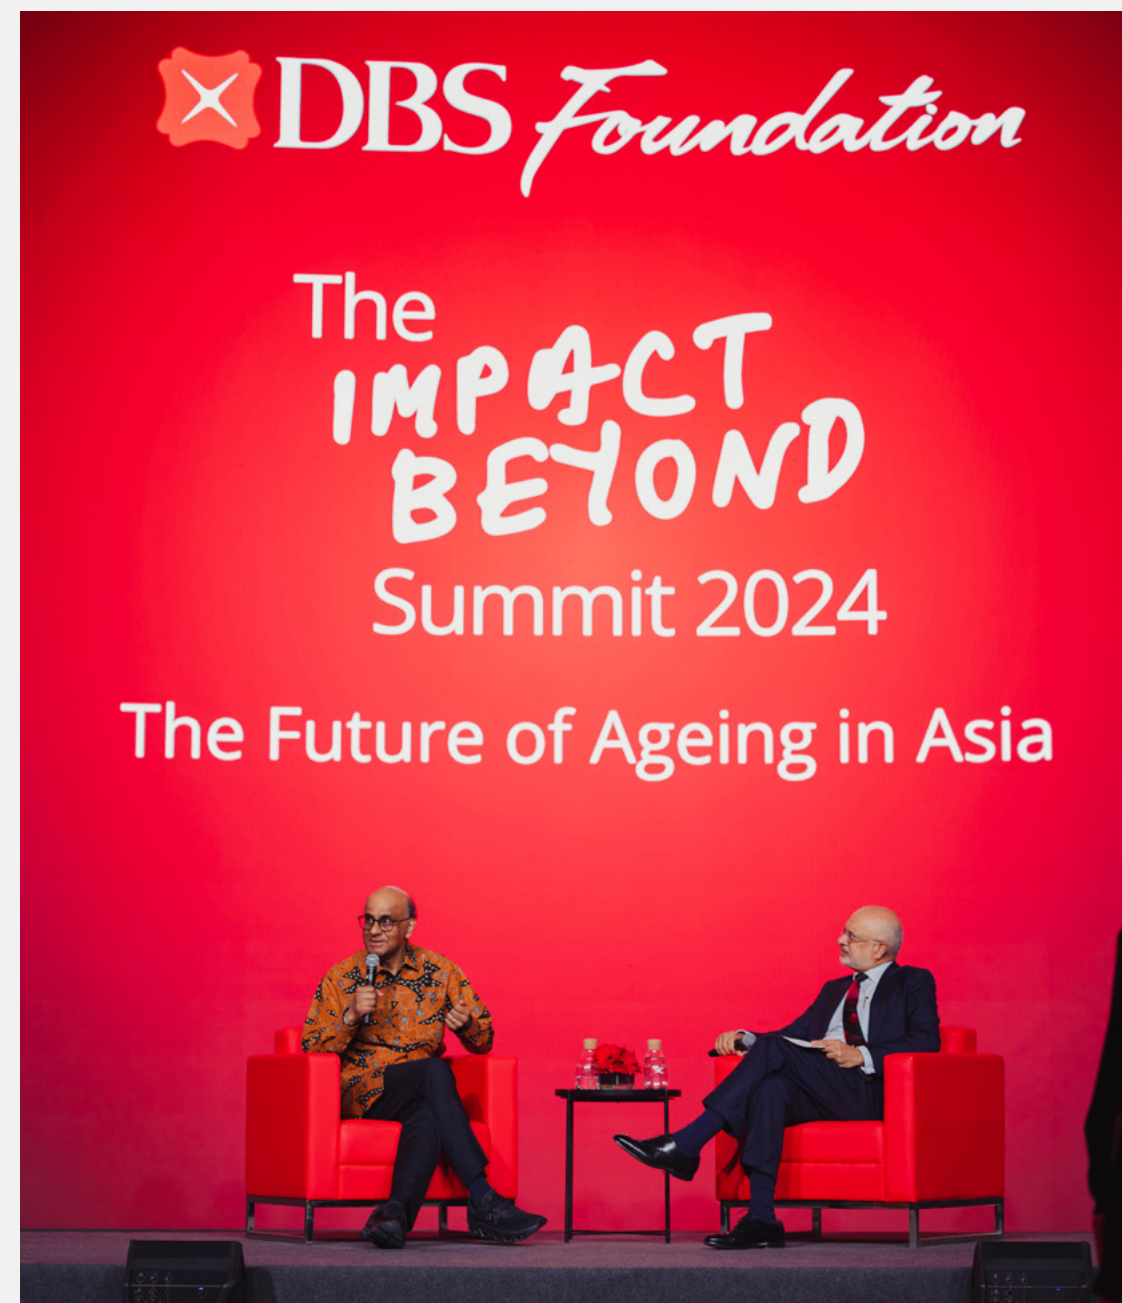 DBS Foundation
The
IMPACT
BEYOND
Summit 2024
The Future of Ageing in Asia